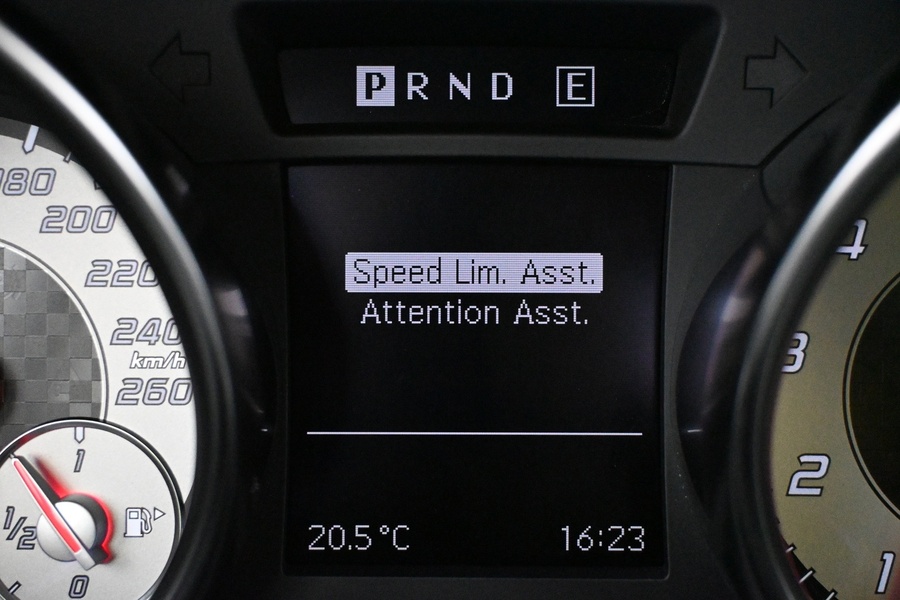 P R N D E
Speed Lim. Asst.
Attention Asst.
20.5°C
16:23
180
200
220
240
km/h
260
1
1/2
0
4
3
2
1